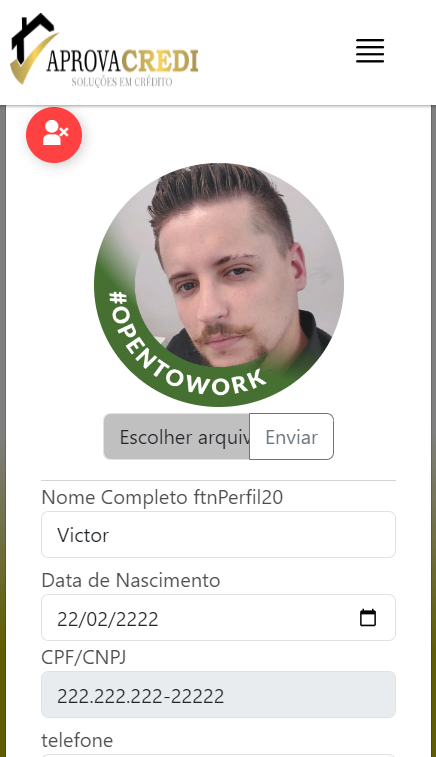 APROVACREDI
SOLUÇÕES EM CRÉDITO
#OPENTOWORK
Escolher arquiv
Enviar
Nome Completo ftnPerfil20
Victor
Data de Nascimento
22/02/2222
CPF/CNPJ
222.222.222-22222
telefone